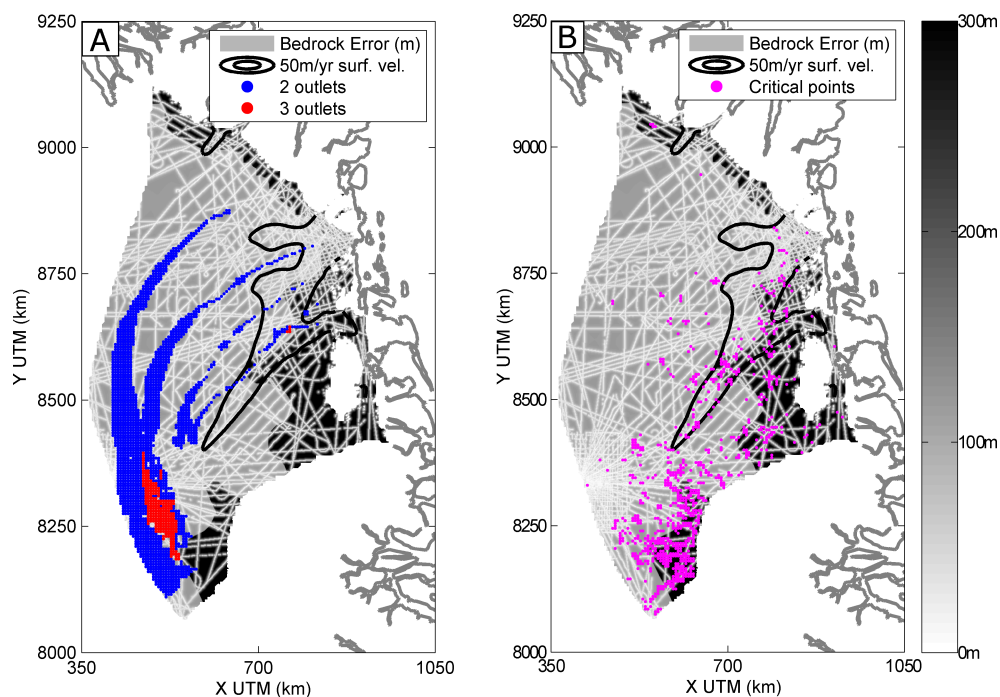 A
Bedrock Error (m)
50m/yr surf. vel.
2 outlets
3 outlets
9250
9000
8750
8500
8250
8000
Y UTM (km)
350
700
1050
X UTM (km)
B
Bedrock Error (m)
50m/yr surf. vel.
Critical points
9250
9000
8750
8500
8250
8000
Y UTM (km)
350
700
1050
X UTM (km)
300m
200m
100m
0m